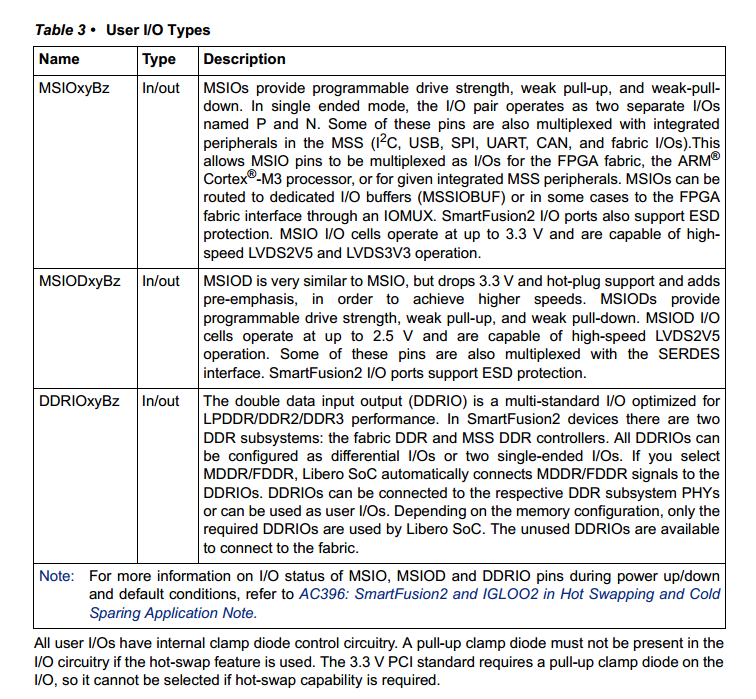 Table 3 • User I/O Types
Name Type Description
MSIOxyBz In/out MSIOs provide programmable drive strength, weak pull-up, and weak-pull-
down. In single ended mode, the I/O pair operates as two separate I/Os
named P and N. Some of these pins are also multiplexed with integrated
peripherals in the MSS (I²C, USB, SPI, UART, CAN, and fabric I/Os).This
allows MSIO pins to be multiplexed as I/Os for the FPGA fabric, the ARM®
Cortex®-M3 processor, or for given integrated MSS peripherals. MSIOs can be
routed to dedicated I/O buffers (MSSIOBUF) or in some cases to the FPGA
fabric interface through an IOMUX. SmartFusion2 I/O ports also support ESD
protection. MSIO I/O cells operate at up to 3.3 V and are capable of high-
speed LVDS2V5 and LVDS3V3 operation.
MSIODxyBz In/out MSIOD is very similar to MSIO, but drops 3.3 V and hot-plug support and adds
pre-emphasis, in order to achieve higher speeds. MSIODs provide
programmable drive strength, weak pull-up, and weak pull-down. MSIOD I/O
cells operate at up to 2.5 V and are capable of high-speed LVDS2V5
operation. Some of these pins are also multiplexed with the SERDES
interface. SmartFusion2 I/O ports support ESD protection.
DDRIOxyBz In/out The double data input output (DDRIO) is a multi-standard I/O optimized for
LPDDR/DDR2/DDR3 performance. In SmartFusion2 devices there are two
DDR subsystems: the fabric DDR and MSS DDR controllers. All DDRIOs can
be configured as differential I/Os or two single-ended I/Os. If you select
MDDR/FDDR, Libero SoC automatically connects MDDR/FDDR signals to the
DDRIOs. DDRIOs can be connected to the respective DDR subsystem PHYs
or can be used as user I/Os. Depending on the memory configuration, only the
required DDRIOs are used by Libero SoC. The unused DDRIOs are available
to connect to the fabric.
Note: For more information on I/O status of MSIO, MSIOD and DDRIO pins during power up/down
and default conditions, refer to AC396: SmartFusion2 and IGLOO2 in Hot Swapping and Cold
Sparing Application Note.
All user I/Os have internal clamp diode control circuitry. A pull-up clamp diode must not be present in the
I/O circuitry if the hot-swap feature is used. The 3.3 V PCI standard requires a pull-up clamp diode on the
I/O, so it cannot be selected if hot-swap capability is required.